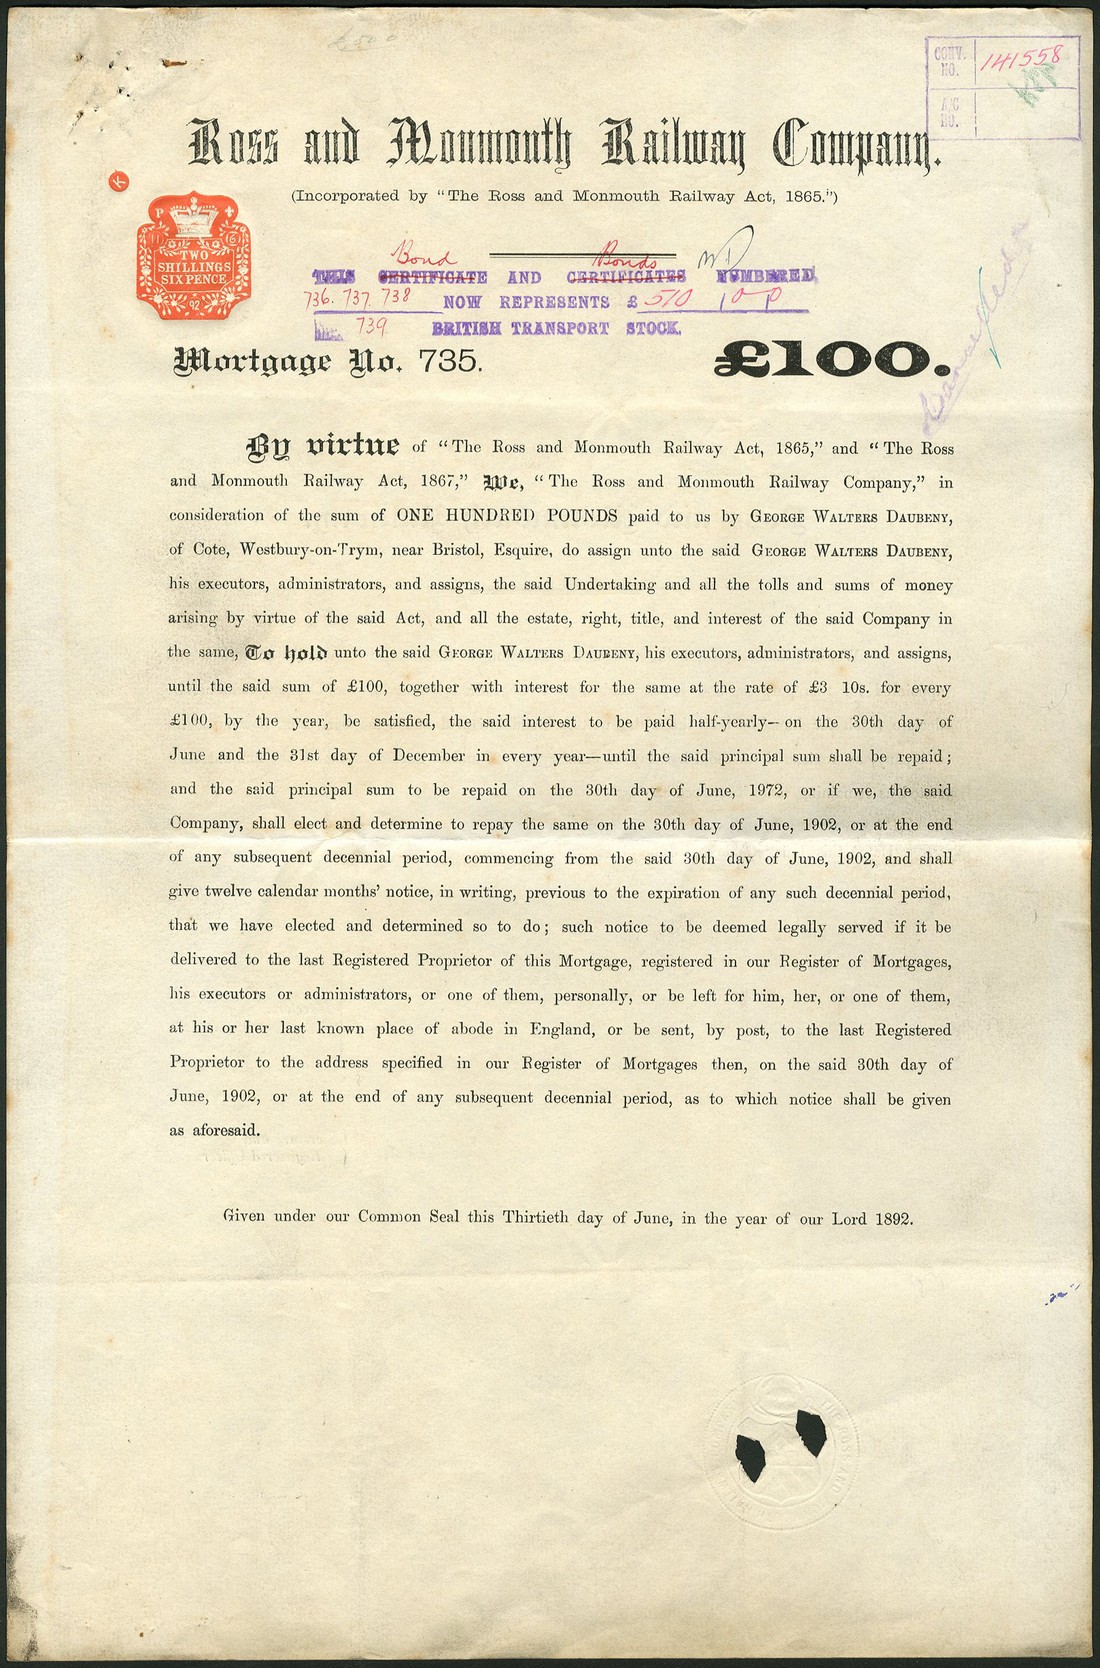 CONV. NO. 141558
A/C NO.
Ross and Monmouth Railway Company.
(Incorporated by “The Ross and Monmouth Railway Act, 1865.”)
K
TWO
SHILLINGS
SIX PENCE
92
Bond Bonds
THIS CERTIFICATE AND CERTIFICATES NUMBERED
736. 737. 738 NOW REPRESENTS £ 510
739 BRITISH TRANSPORT STOCK.
Mortgage No. 735. £100.
By virtue of “The Ross and Monmouth Railway Act, 1865,” and “The Ross
and Monmouth Railway Act, 1867,” We, “The Ross and Monmouth Railway Company,” in
consideration of the sum of ONE HUNDRED POUNDS paid to us by GEORGE WALTERS DAUBENY,
of Cote, Westbury-on-Trym, near Bristol, Esquire, do assign unto the said GEORGE WALTERS DAUBENY,
his executors, administrators, and assigns, the said Undertaking and all the tolls and sums of money
arising by virtue of the said Act, and all the estate, right, title, and interest of the said Company in
the same, To hold unto the said GEORGE WALTERS DAUBENY, his executors, administrators, and assigns,
until the said sum of £100, together with interest for the same at the rate of £3 10s. for every
£100, by the year, be satisfied, the said interest to be paid half-yearly—on the 30th day of
June and the 31st day of December in every year—until the said principal sum shall be repaid;
and the said principal sum to be repaid on the 30th day of June, 1972, or if we, the said
Company, shall elect and determine to repay the same on the 30th day of June, 1902, or at the end
of any subsequent decennial period, commencing from the said 30th day of June, 1902, and shall
give twelve calendar months’ notice, in writing, previous to the expiration of any such decennial period,
that we have elected and determined so to do; such notice to be deemed legally served if it be
delivered to the last Registered Proprietor of this Mortgage, registered in our Register of Mortgages,
his executors or administrators, or one of them, personally, or be left for him, her, or one of them,
at his or her last known place of abode in England, or be sent, by post, to the last Registered
Proprietor to the address specified in our Register of Mortgages then, on the said 30th day of
June, 1902, or at the end of any subsequent decennial period, as to which notice shall be given
as aforesaid.
Given under our Common Seal this Thirtieth day of June, in the year of our Lord 1892.